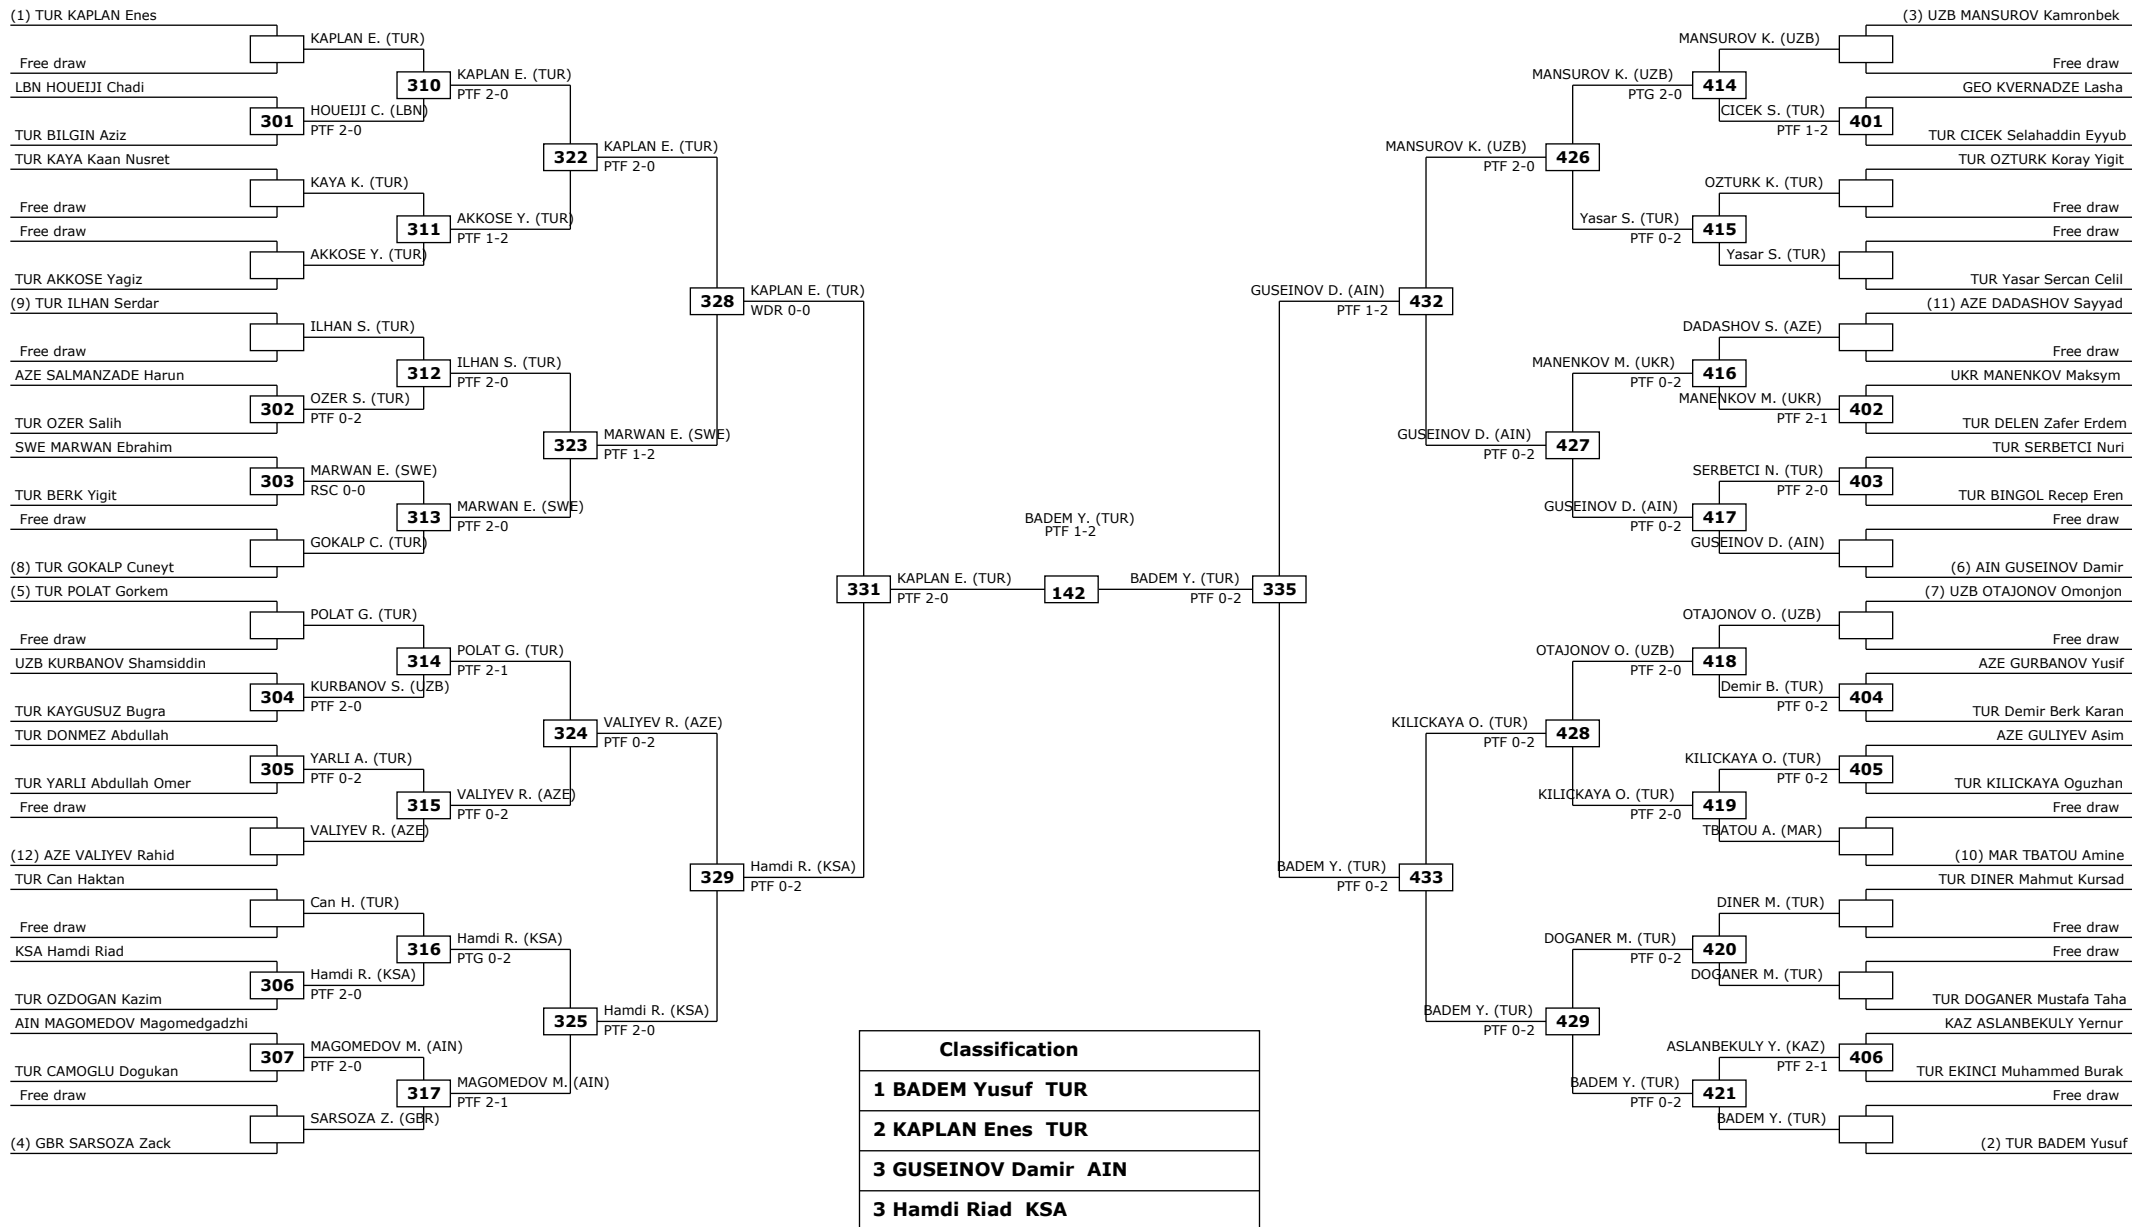 (1) TUR KAPLAN Enes
KAPLAN E. (TUR)
Free draw
LBN HOUEIJI Chadi
310
KAPLAN E. (TUR)
PTF 2-0
301
HOUEIJI C. (LBN)
PTF 2-0
TUR BILGIN Aziz
TUR KAYA Kaan Nusret
322
KAPLAN E. (TUR)
PTF 2-0
KAYA K. (TUR)
Free draw
Free draw
311
AKKOSE Y. (TUR)
PTF 1-2
AKKOSE Y. (TUR)
TUR AKKOSE Yagiz
(9) TUR ILHAN Serdar
328
KAPLAN E. (TUR)
WDR 0-0
ILHAN S. (TUR)
Free draw
AZE SALMANZADE Harun
312
ILHAN S. (TUR)
PTF 2-0
302
OZER S. (TUR)
PTF 0-2
TUR OZER Salih
SWE MARWAN Ebrahim
323
MARWAN E. (SWE)
PTF 1-2
303
MARWAN E. (SWE)
RSC 0-0
TUR BERK Yigit
Free draw
313
MARWAN E. (SWE)
PTF 2-0
GOKALP C. (TUR)
(8) TUR GOKALP Cuneyt
(5) TUR POLAT Gorkem
331
KAPLAN E. (TUR)
PTF 2-0
POLAT G. (TUR)
Free draw
UZB KURBANOV Shamsiddin
314
POLAT G. (TUR)
PTF 2-1
304
KURBANOV S. (UZB)
PTF 2-0
TUR KAYGUSUZ Bugra
TUR DONMEZ Abdullah
324
VALIYEV R. (AZE)
PTF 0-2
305
YARLI A. (TUR)
PTF 0-2
TUR YARLI Abdullah Omer
Free draw
315
VALIYEV R. (AZE)
PTF 0-2
VALIYEV R. (AZE)
(12) AZE VALIYEV Rahid
TUR Can Haktan
329
Hamdi R. (KSA)
PTF 0-2
Can H. (TUR)
Free draw
KSA Hamdi Riad
316
Hamdi R. (KSA)
PTG 0-2
306
Hamdi R. (KSA)
PTF 2-0
TUR OZDOGAN Kazim
AIN MAGOMEDOV Magomedgadzhi
325
Hamdi R. (KSA)
PTF 2-0
307
MAGOMEDOV M. (AIN)
PTF 2-0
TUR CAMOGLU Dogukan
Free draw
317
MAGOMEDOV M. (AIN)
PTF 2-1
SARSOZA Z. (GBR)
(4) GBR SARSOZA Zack
BADEM Y. (TUR)
PTF 1-2
142
(3) UZB MANSUROV Kamronbek
MANSUROV K. (UZB)
Free draw
GEO KVERNADZE Lasha
MANSUROV K. (UZB)
PTG 2-0
414
CICEK S. (TUR)
PTF 1-2
401
TUR CICEK Selahaddin Eyyub
TUR OZTURK Koray Yigit
MANSUROV K. (UZB)
PTF 2-0
426
OZTURK K. (TUR)
Free draw
Free draw
Yasar S. (TUR)
PTF 0-2
415
Yasar S. (TUR)
TUR Yasar Sercan Celil
(11) AZE DADASHOV Sayyad
GUSEINOV D. (AIN)
PTF 1-2
432
DADASHOV S. (AZE)
Free draw
UKR MANENKOV Maksym
MANENKOV M. (UKR)
PTF 0-2
416
MANENKOV M. (UKR)
PTF 2-1
402
TUR DELEN Zafer Erdem
TUR SERBETCI Nuri
GUSEINOV D. (AIN)
PTF 0-2
427
SERBETCI N. (TUR)
PTF 2-0
403
TUR BINGOL Recep Eren
Free draw
GUSEINOV D. (AIN)
PTF 0-2
417
GUSEINOV D. (AIN)
(6) AIN GUSEINOV Damir
(7) UZB OTAJONOV Omonjon
BADEM Y. (TUR)
PTF 0-2
335
OTAJONOV O. (UZB)
Free draw
AZE GURBANOV Yusif
OTAJONOV O. (UZB)
PTF 2-0
418
Demir B. (TUR)
PTF 0-2
404
TUR Demir Berk Karan
AZE GULIYEV Asim
KILICKAYA O. (TUR)
PTF 0-2
428
KILICKAYA O. (TUR)
PTF 0-2
405
TUR KILICKAYA Oguzhan
Free draw
KILICKAYA O. (TUR)
PTF 2-0
419
TBATOU A. (MAR)
(10) MAR TBATOU Amine
TUR DINER Mahmut Kursad
BADEM Y. (TUR)
PTF 0-2
433
DINER M. (TUR)
Free draw
Free draw
DOGANER M. (TUR)
PTF 0-2
420
DOGANER M. (TUR)
TUR DOGANER Mustafa Taha
KAZ ASLANBEKULY Yernur
BADEM Y. (TUR)
PTF 0-2
429
ASLANBEKULY Y. (KAZ)
PTF 2-1
406
TUR EKINCI Muhammed Burak
Free draw
BADEM Y. (TUR)
PTF 0-2
421
BADEM Y. (TUR)
(2) TUR BADEM Yusuf
Classification
1 BADEM Yusuf TUR
2 KAPLAN Enes TUR
3 GUSEINOV Damir AIN
3 Hamdi Riad KSA